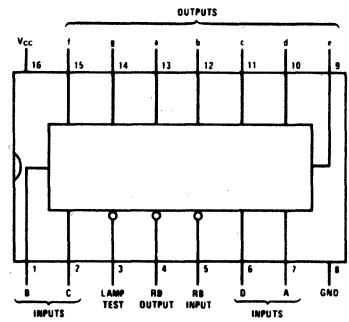 OUTPUTS
VCC f g a b c d e
16 15 14 13 12 11 10 9
1 2 3 4 5 6 7 8
B C LAMP TEST RB OUTPUT RB INPUT D A GND
INPUTS INPUTS